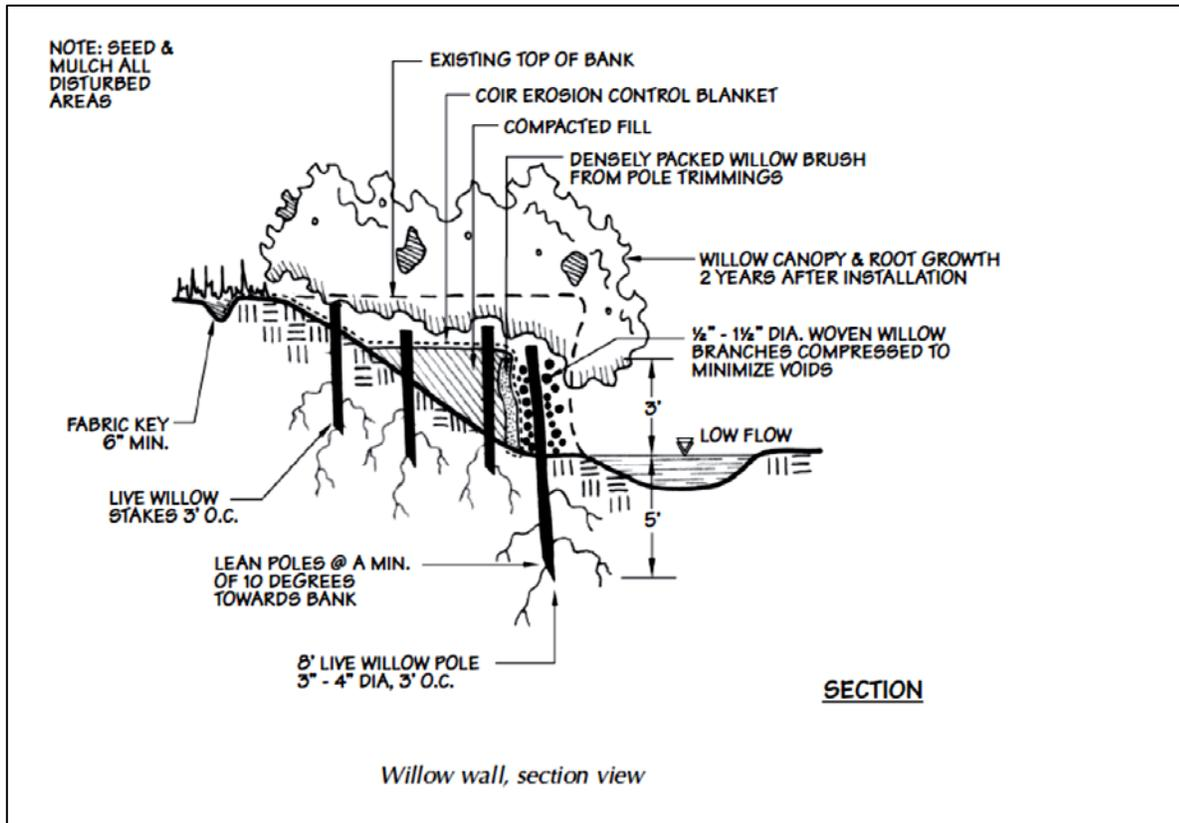 NOTE: SEED &
MULCH ALL
DISTURBED
AREAS
EXISTING TOP OF BANK
COIR EROSION CONTROL BLANKET
COMPACTED FILL
DENSELY PACKED WILLOW BRUSH
FROM POLE TRIMMINGS
WILLOW CANOPY & ROOT GROWTH
2 YEARS AFTER INSTALLATION
½" - 1½" DIA. WOVEN WILLOW
BRANCHES COMPRESSED TO
MINIMIZE VOIDS
3'
FABRIC KEY
6" MIN.
LOW FLOW
LIVE WILLOW
STAKES 3' O.C.
5'
LEAN POLES @ A MIN.
OF 10 DEGREES
TOWARDS BANK
8' LIVE WILLOW POLE
3" - 4" DIA, 3' O.C.
SECTION
Willow wall, section view